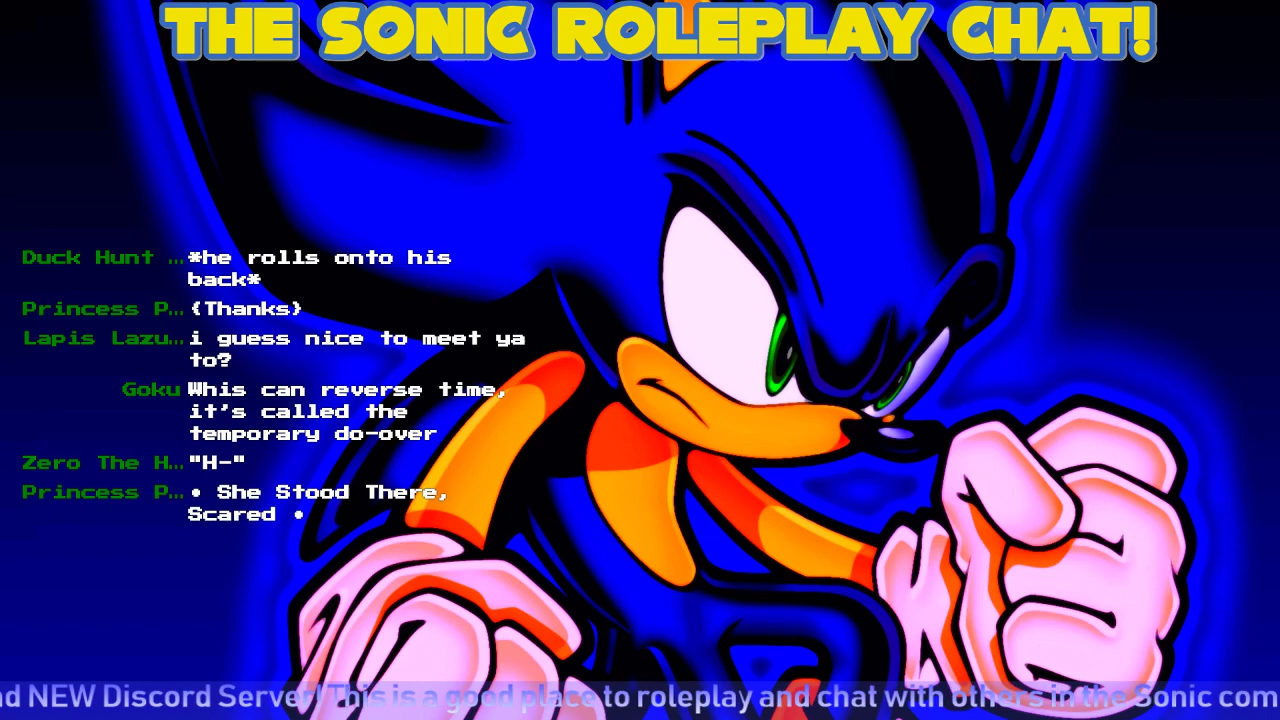 THE SONIC ROLEPLAY CHAT!
Duck Hunt ... *he rolls onto his
back*
Princess P... (Thanks)
Lapis Lazu... i guess nice to meet ya
to?
Goku Whis can reverse time,
it's called the
temporary do-over
Zero The H... "H-"
Princess P... • She Stood There,
Scared •
d NEW Discord Server! This is a good place to roleplay and chat with others in the Sonic com